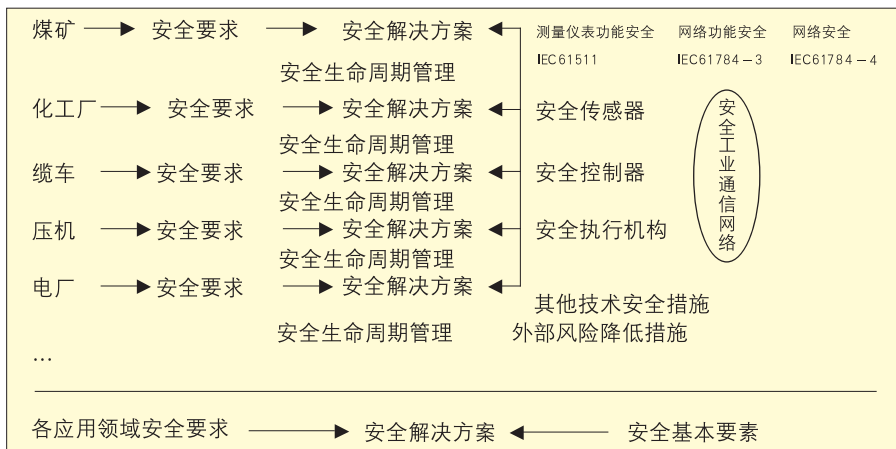 煤矿 安全要求 安全解决方案 测量仪表功能安全 网络功能安全 网络安全
IEC61511 IEC61784-3 IEC61784-4
安全生命周期管理
化工厂 安全要求 安全解决方案 安全传感器
安全生命周期管理
缆车 安全要求 安全解决方案 安全控制器
安全生命周期管理
压机 安全要求 安全解决方案 安全执行机构
安全生命周期管理
电厂 安全要求 安全解决方案
安全工业通信网络
其他技术安全措施
安全生命周期管理 外部风险降低措施
…
各应用领域安全要求 安全解决方案 安全基本要素